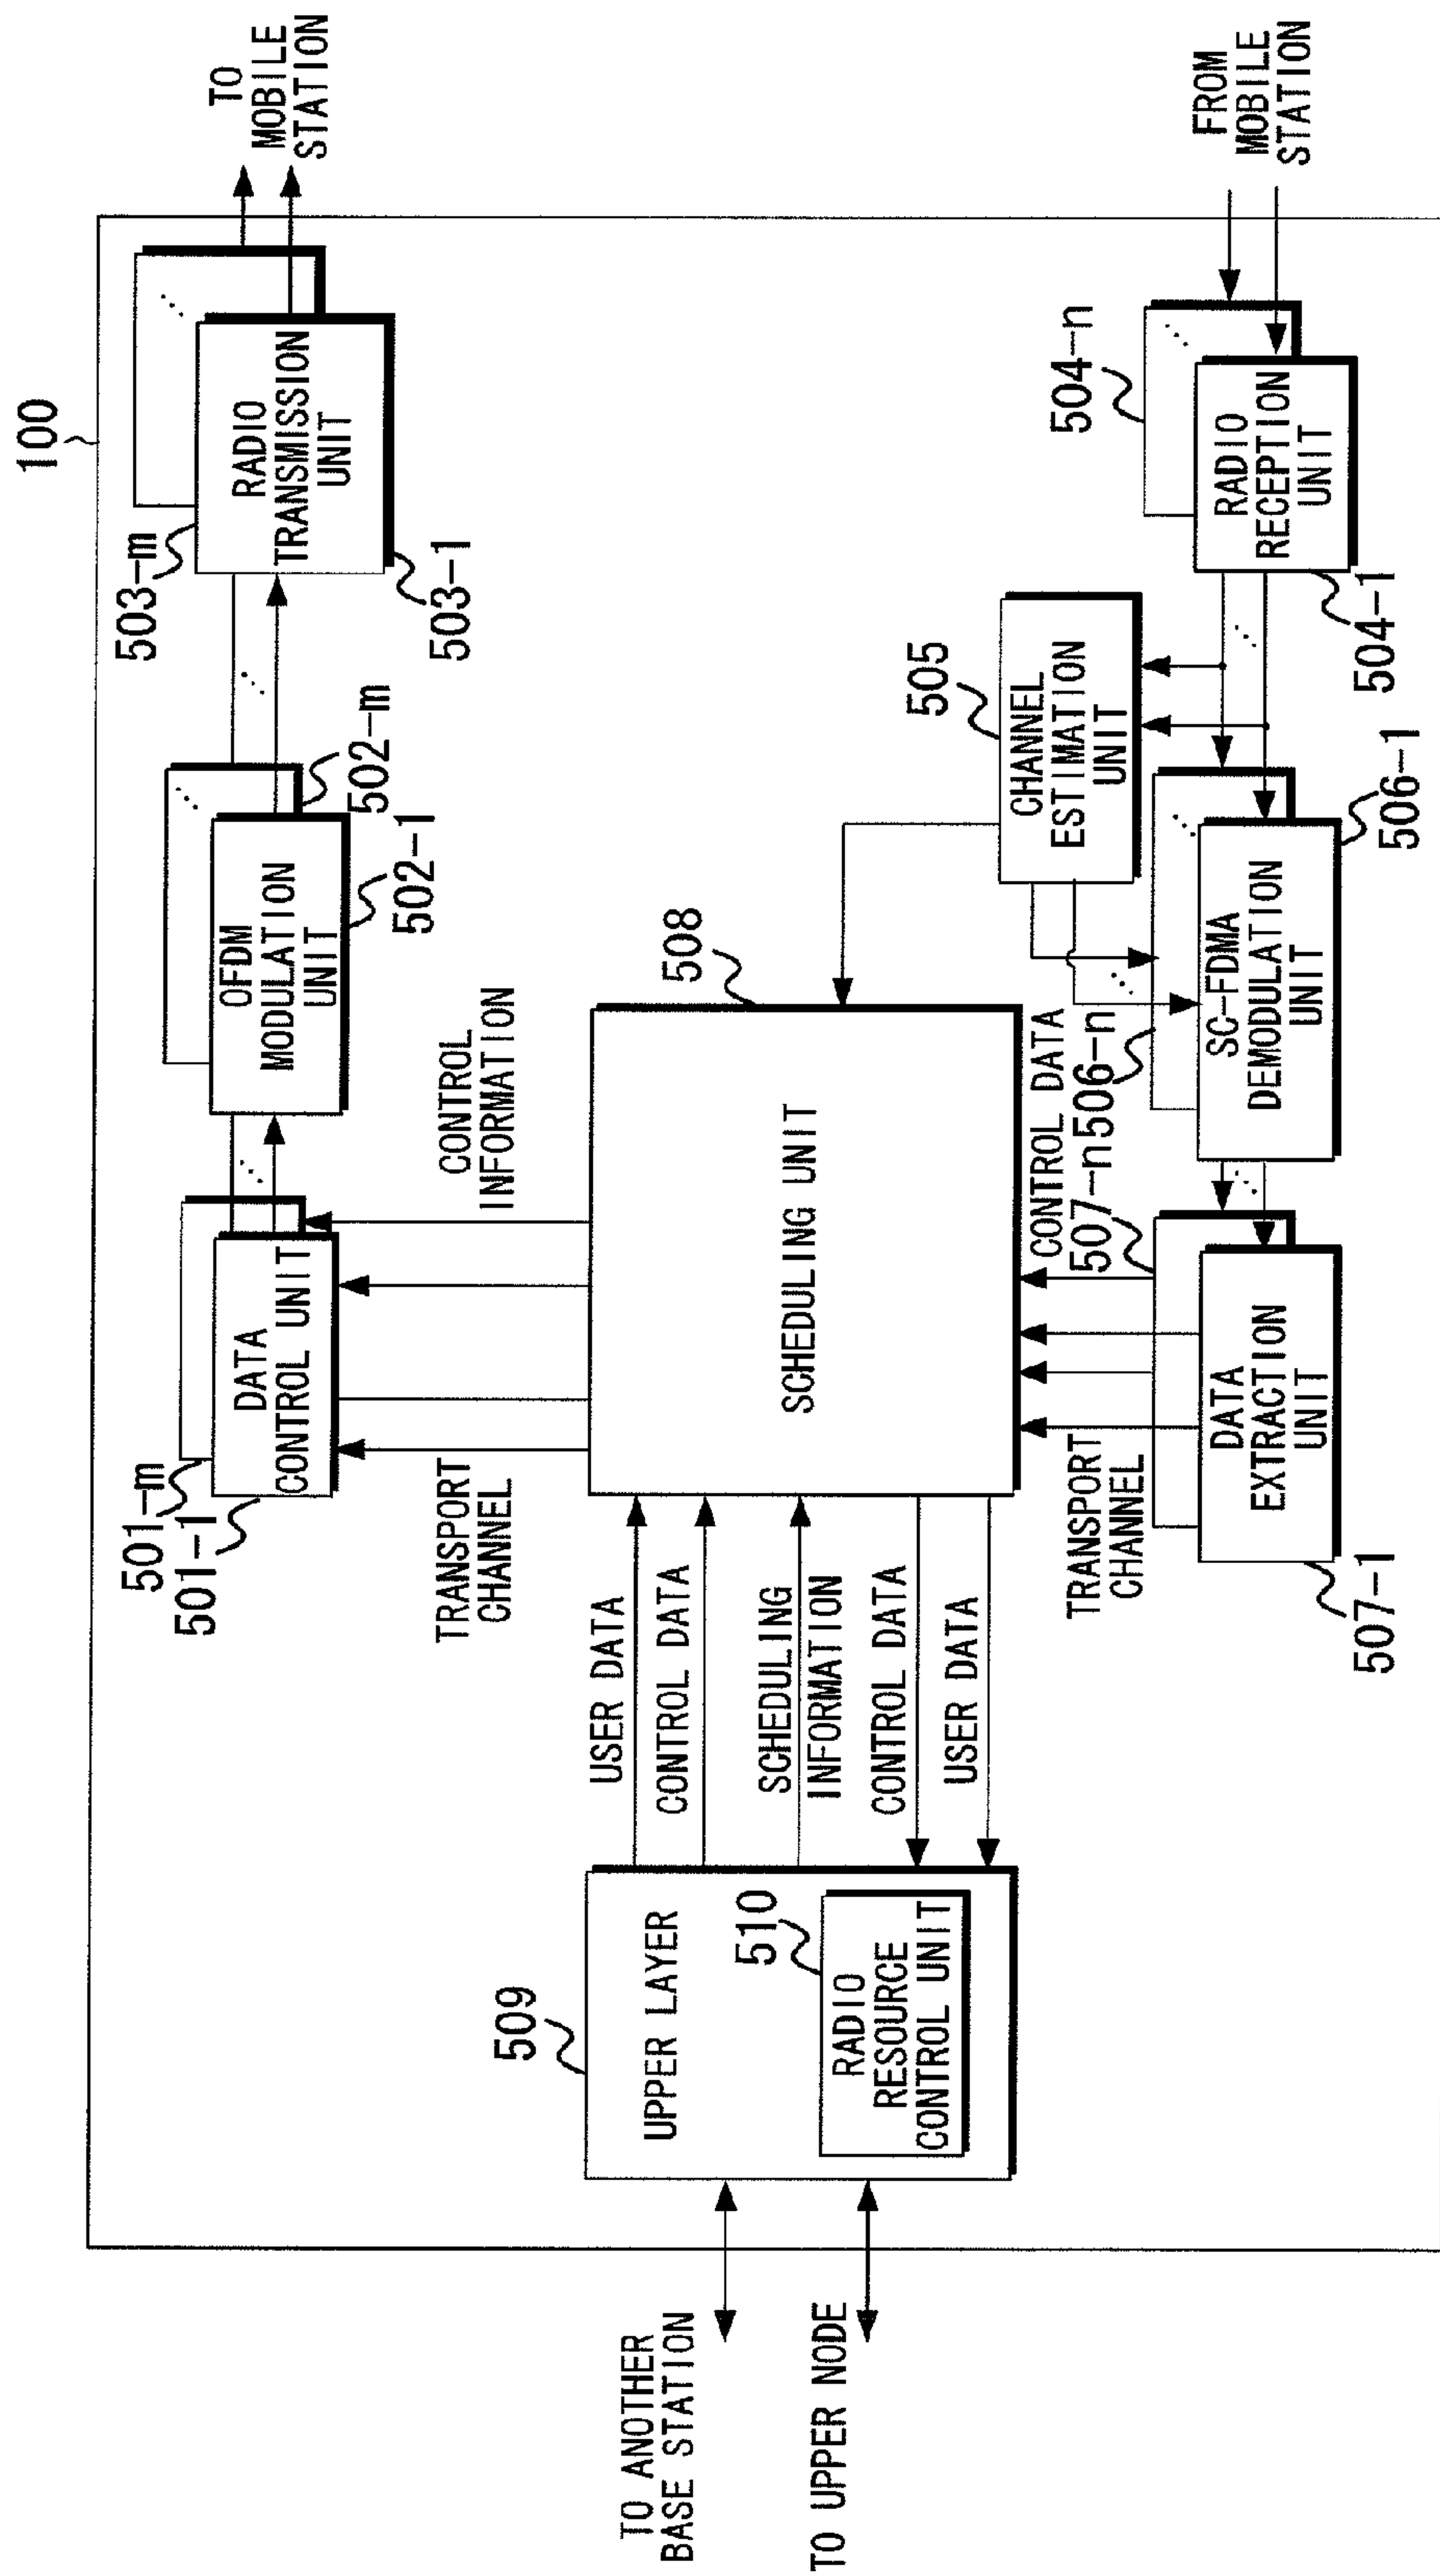 100
TO
MOBILE
STATION
503-m
RADIO
TRANSMISSION
UNIT
503-1
502-m
OFDM
MODULATION
UNIT
502-1
501-m
501-1
DATA
CONTROL UNIT
TRANSPORT
CHANNEL
CONTROL
INFORMATION
508
SCHEDULING UNIT
509
UPPER LAYER
510
RADIO
RESOURCE
CONTROL UNIT
TO ANOTHER
BASE STATION
TO UPPER NODE
USER DATA
CONTROL DATA
SCHEDULING
INFORMATION
CONTROL DATA
USER DATA
505
CHANNEL
ESTIMATION
UNIT
FROM
MOBILE
STATION
504-n
RADIO
RECEPTION
UNIT
504-1
506-n
SC-FDMA
DEMODULATION
UNIT
506-1
CONTROL DATA
507-n
TRANSPORT
CHANNEL
DATA
EXTRACTION
UNIT
507-1